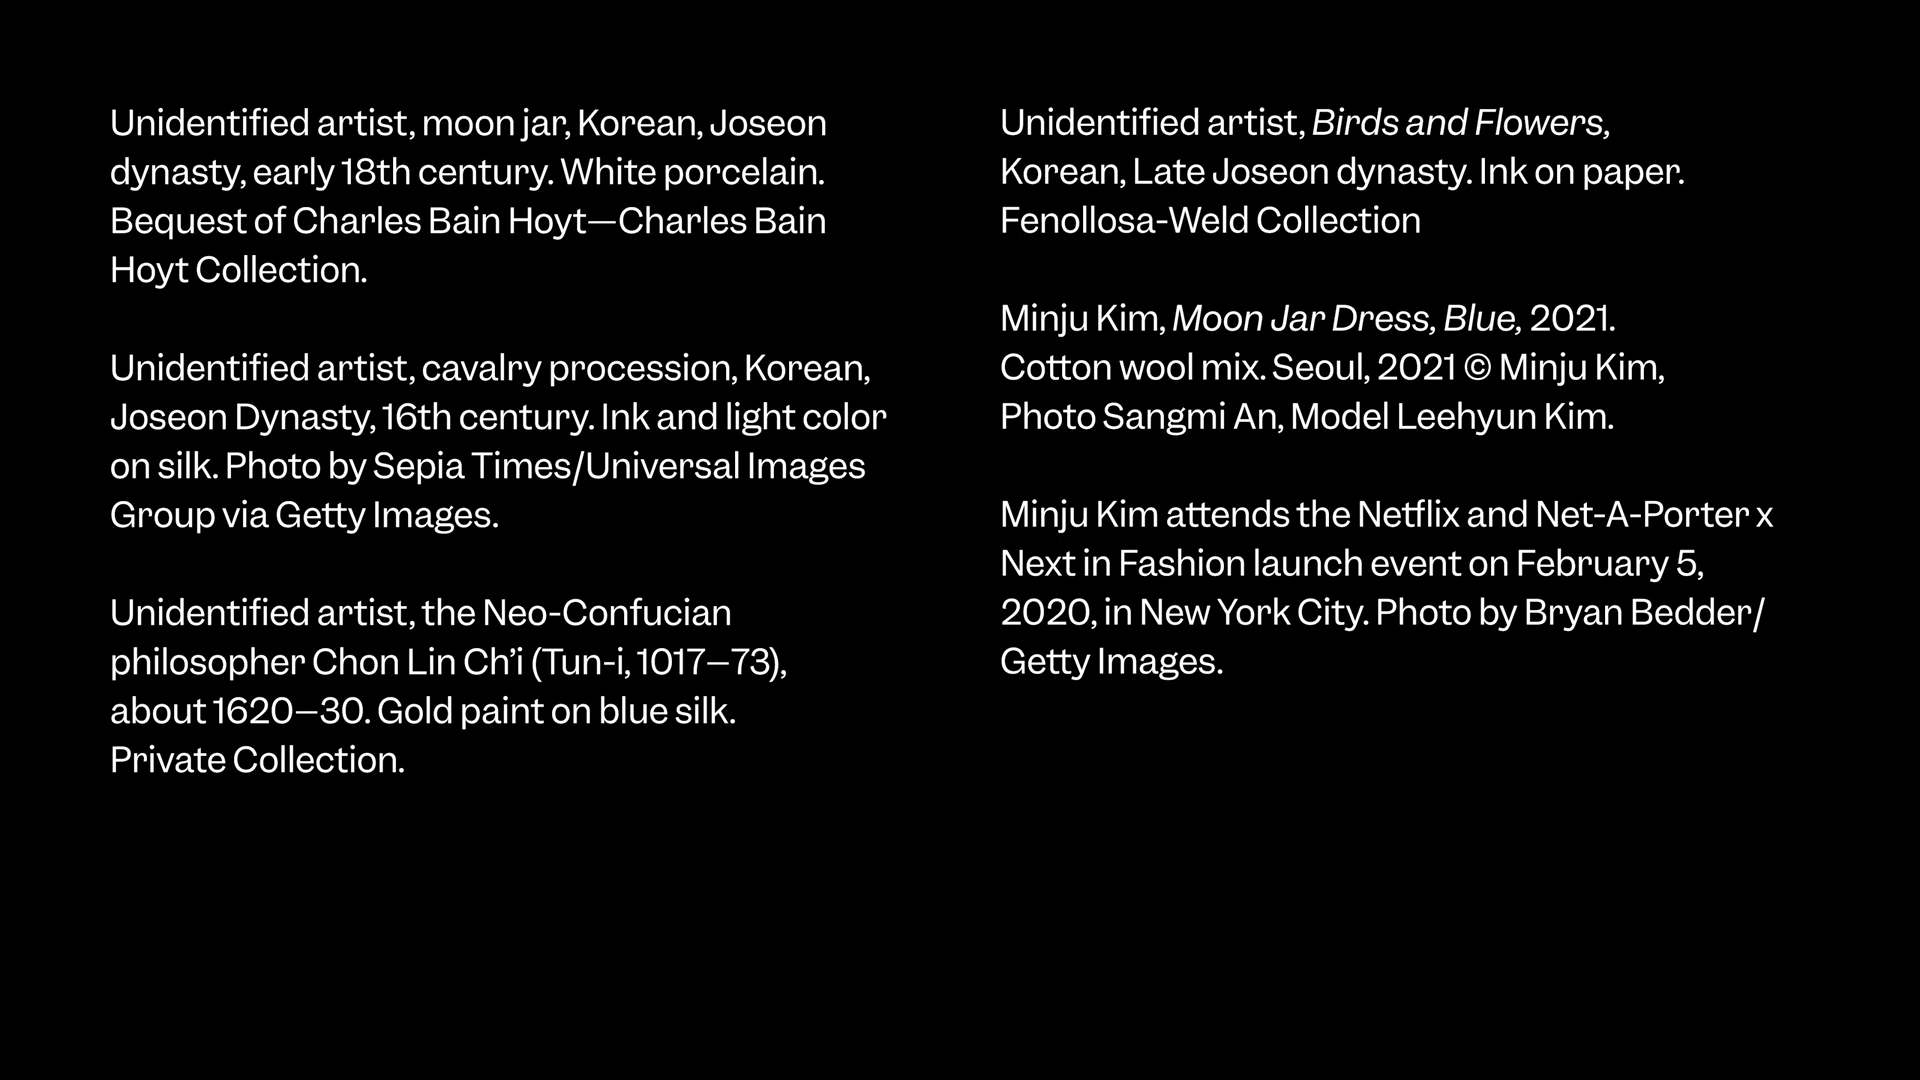 Unidentified artist, moon jar, Korean, Joseon
dynasty, early 18th century. White porcelain.
Bequest of Charles Bain Hoyt—Charles Bain
Hoyt Collection.
Unidentified artist, cavalry procession, Korean,
Joseon Dynasty, 16th century. Ink and light color
on silk. Photo by Sepia Times/Universal Images
Group via Getty Images.
Unidentified artist, the Neo-Confucian
philosopher Chon Lin Ch’i (Tun-i, 1017–73),
about 1620–30. Gold paint on blue silk.
Private Collection.
Unidentified artist, Birds and Flowers,
Korean, Late Joseon dynasty. Ink on paper.
Fenollosa-Weld Collection
Minju Kim, Moon Jar Dress, Blue, 2021.
Cotton wool mix. Seoul, 2021 © Minju Kim,
Photo Sangmi An, Model Leehyun Kim.
Minju Kim attends the Netflix and Net-A-Porter x
Next in Fashion launch event on February 5,
2020, in New York City. Photo by Bryan Bedder/
Getty Images.